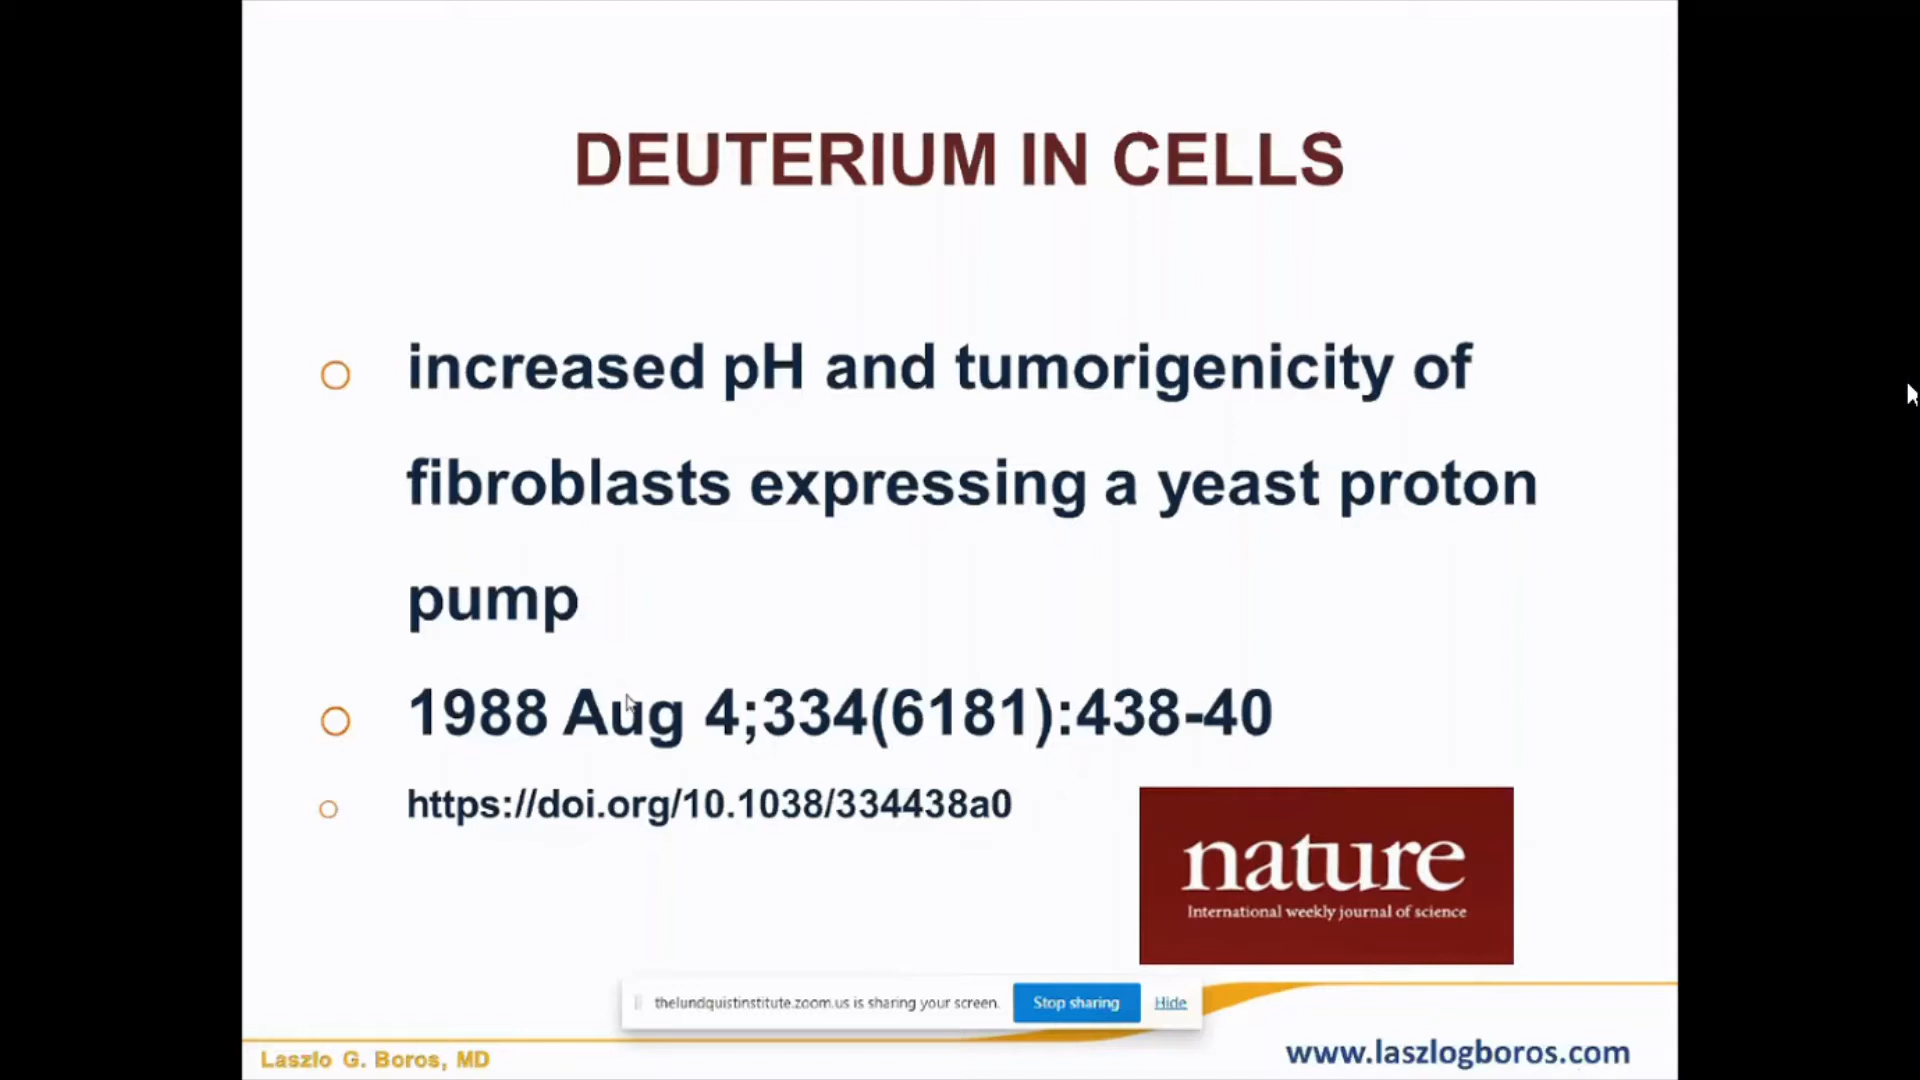 DEUTERIUM IN CELLS
increased pH and tumorigenicity of
fibroblasts expressing a yeast proton
pump
1988 Aug 4;334(6181):438-40
https://doi.org/10.1038/334438a0
nature
International weekly journal of science
thelundquistinstitute.zoom.us is sharing your screen. Stop sharing Hide
Laszlo G. Boros, MD
www.laszlogboros.com